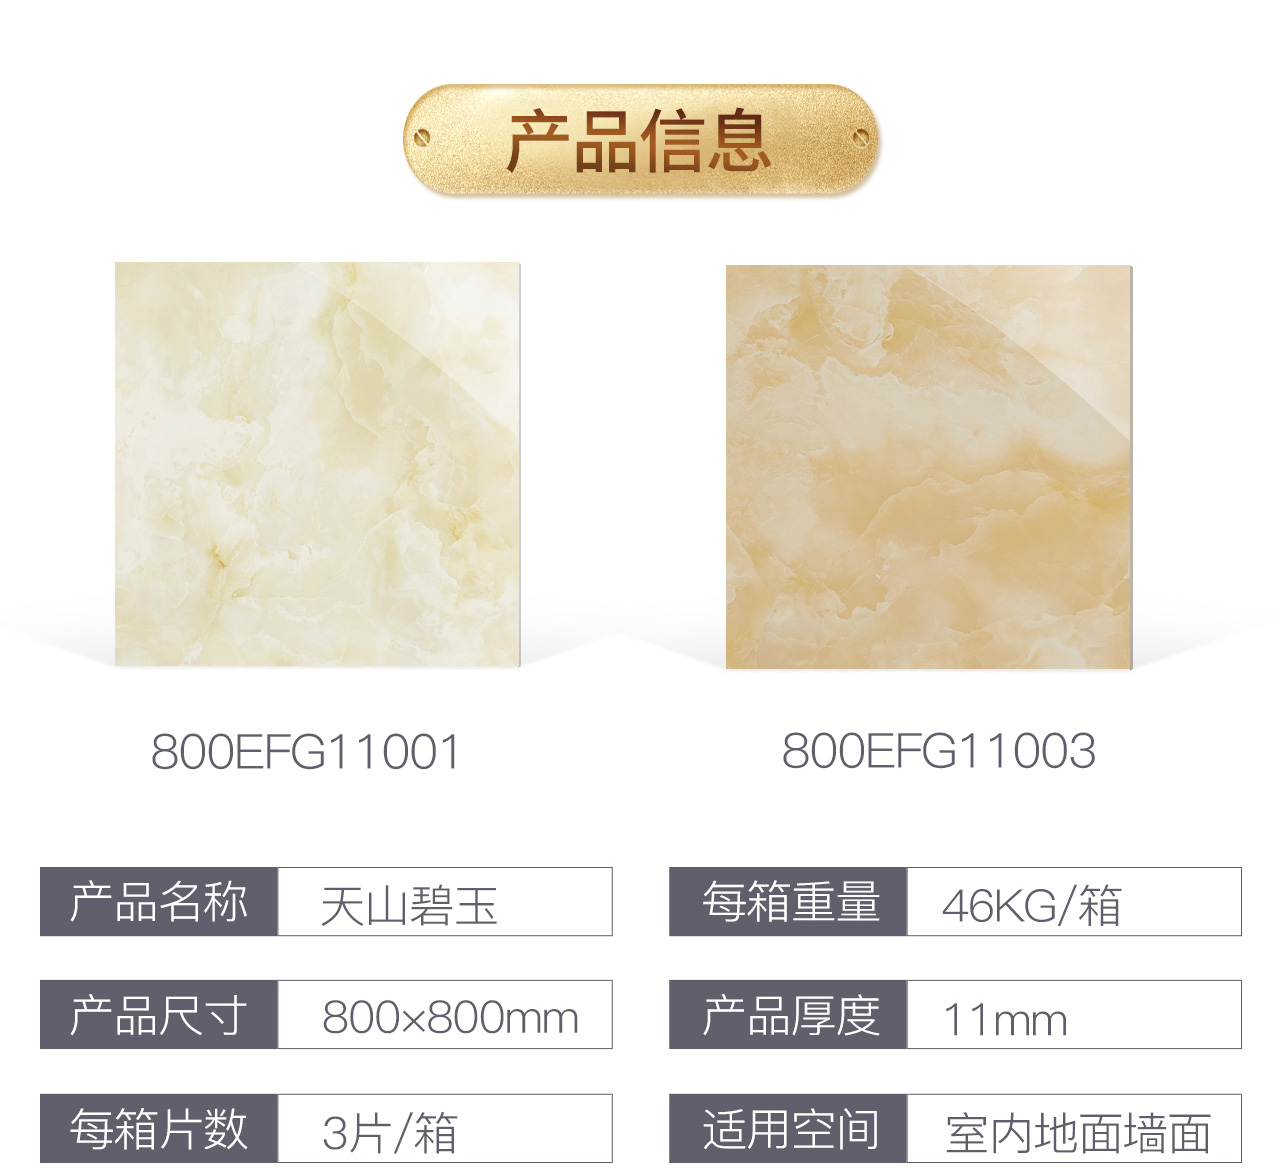 产品信息
800EFG11001
800EFG11003
产品名称 天山碧玉
每箱重量 46KG/箱
产品尺寸 800×800mm
产品厚度 11mm
每箱片数 3片/箱
适用空间 室内地面墙面